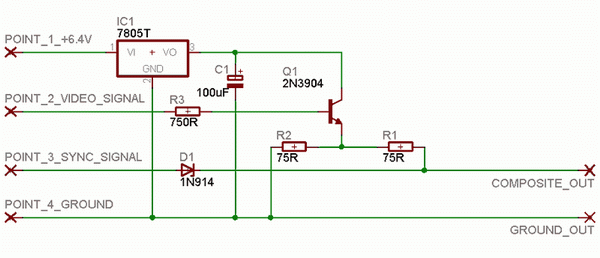 IC1
7805T
POINT_1_+6.4V
1
VI
+
VO
3
GND
2
C1
+
100uF
Q1
2N3904
POINT_2_VIDEO_SIGNAL
R3
750R
R2
75R
R1
75R
POINT_3_SYNC_SIGNAL
D1
1N914
COMPOSITE_OUT
POINT_4_GROUND
GROUND_OUT